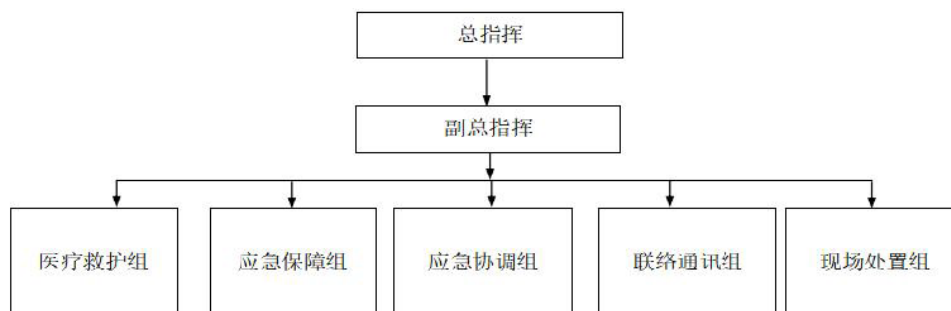 总指挥
副总指挥
医疗救护组
应急保障组
应急协调组
联络通讯组
现场处置组